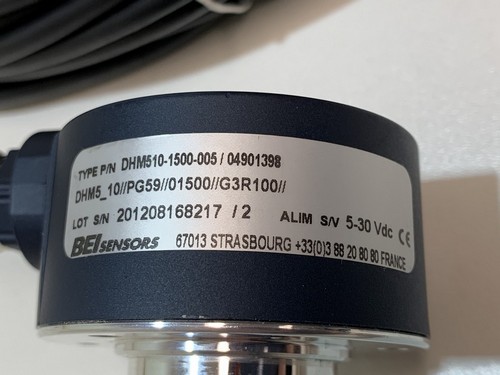 TYPE P/N DHM510-1500-005 / 04901398
DHM5_10//PG59//01500//G3R100//
LOT S/N 201208168217 / 2 ALIM S/V 5-30 Vdc CE
BEI SENSORS 67013 STRASBOURG +33(0)3 88 20 80 80 FRANCE